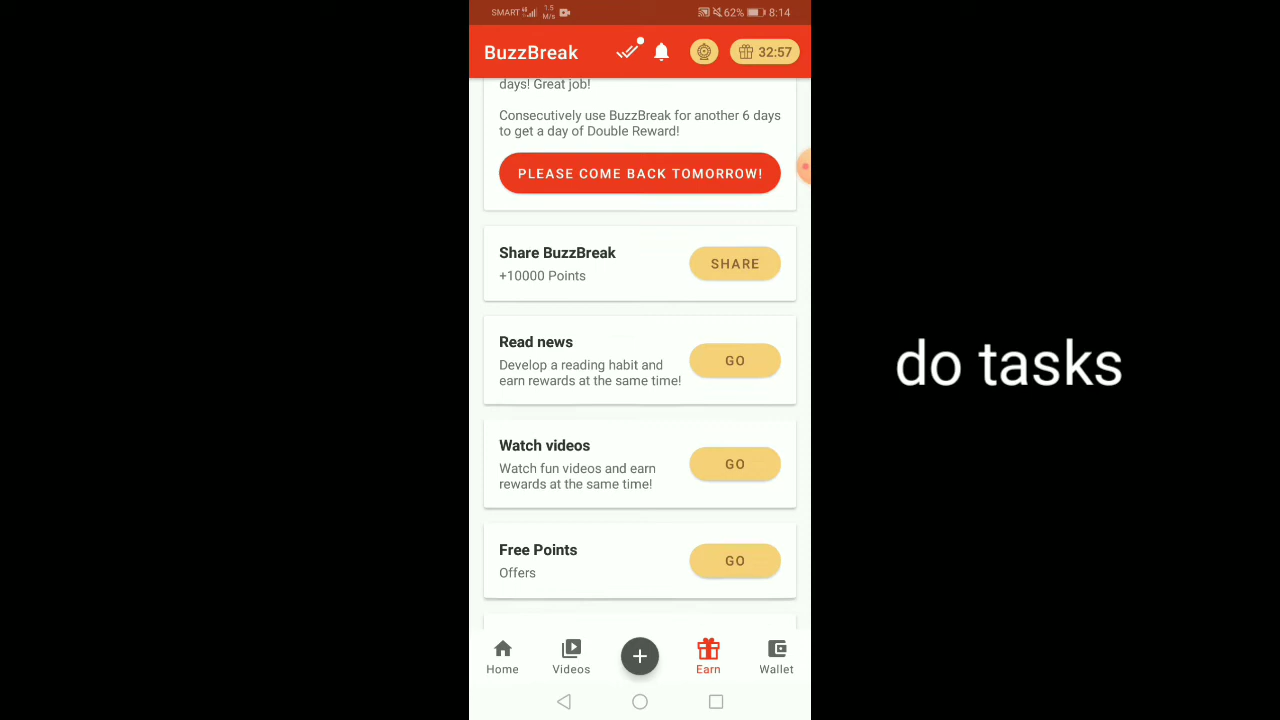 SMART 4G 1.5 M/s 62% 8:14
BuzzBreak 32:57
days! Great job!
Consecutively use BuzzBreak for another 6 days
to get a day of Double Reward!
PLEASE COME BACK TOMORROW!
Share BuzzBreak
+10000 Points
SHARE
Read news
Develop a reading habit and
earn rewards at the same time!
GO
Watch videos
Watch fun videos and earn
rewards at the same time!
GO
Free Points
Offers
GO
Home Videos Earn Wallet
do tasks